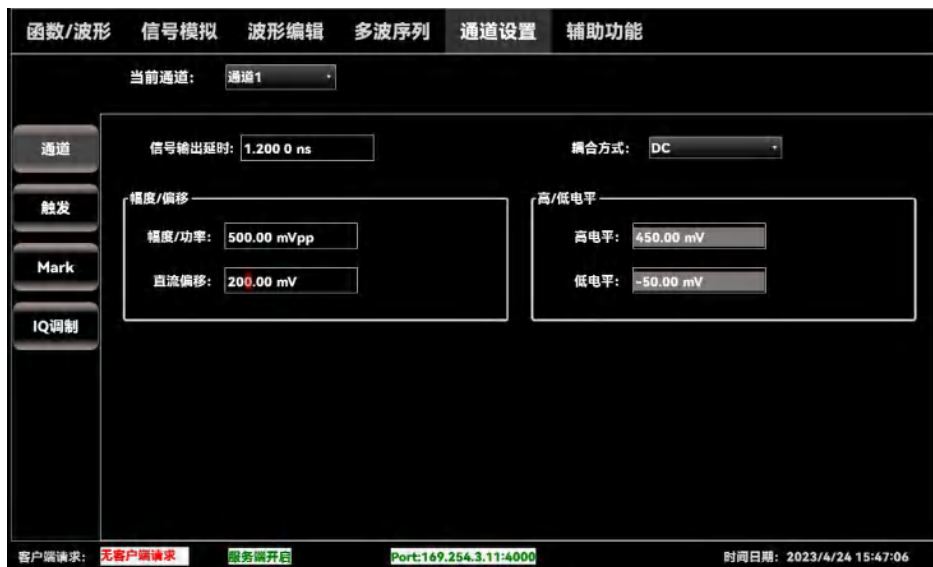 函数/波形 信号模拟 波形编辑 多波序列 通道设置 辅助功能
当前通道: 通道1
通道
触发
Mark
IQ调制
信号输出延时: 1.200 0 ns
耦合方式: DC
幅度/偏移
幅度/功率: 500.00 mVpp
直流偏移: 200.00 mV
高/低电平
高电平: 450.00 mV
低电平: -50.00 mV
客户端请求: 无客户端请求 服务端开启 Port:169.254.3.11:4000 时间日期: 2023/4/24 15:47:06